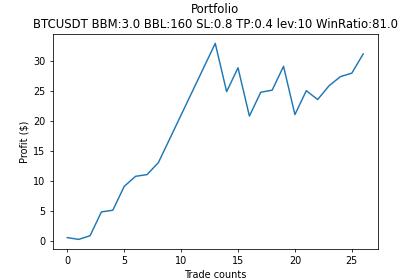 Portfolio
BTCUSDT BBM:3.0 BBL:160 SL:0.8 TP:0.4 lev:10 WinRatio:81.0
30
25
20
15
10
5
0
Profit ($)
0 5 10 15 20 25
Trade counts